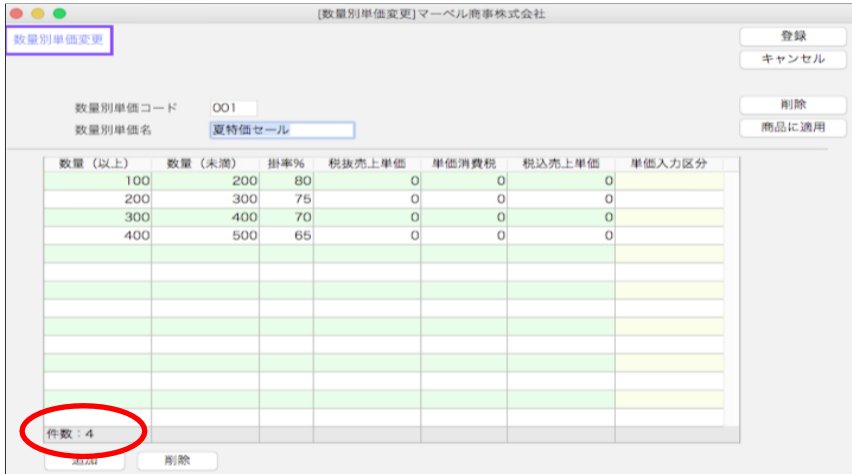 [数量別単価変更]マーベル商事株式会社
数量別単価変更
登録
キャンセル
数量別単価コード 001
削除
数量別単価名 夏特価セール
商品に適用
数量（以上） 数量（未満） 掛率% 税抜売上単価 単価消費税 税込売上単価 単価入力区分
100 200 80 0 0 0
200 300 75 0 0 0
300 400 70 0 0 0
400 500 65 0 0 0
件数：4
追加 削除